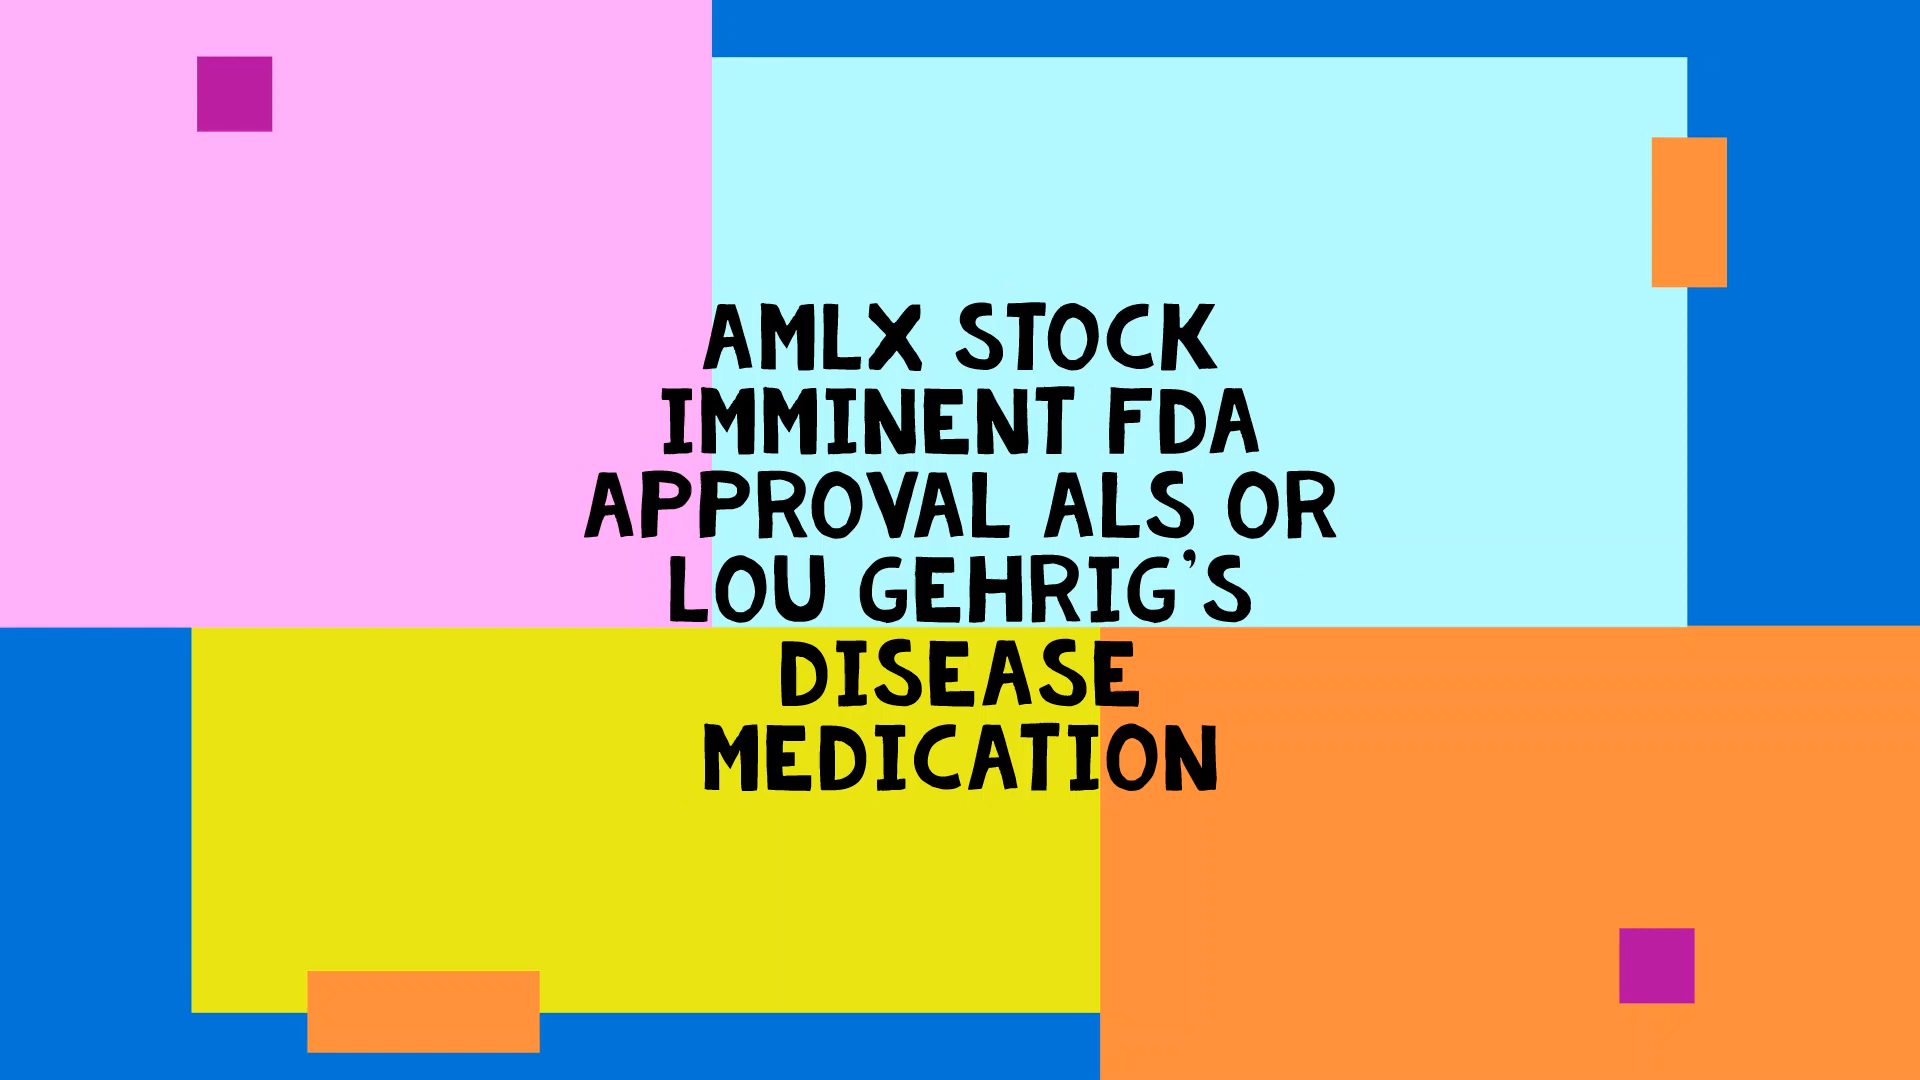 AMLX STOCK
IMMINENT FDA
APPROVAL ALS OR
LOU GEHRIG'S
DISEASE
MEDICATION